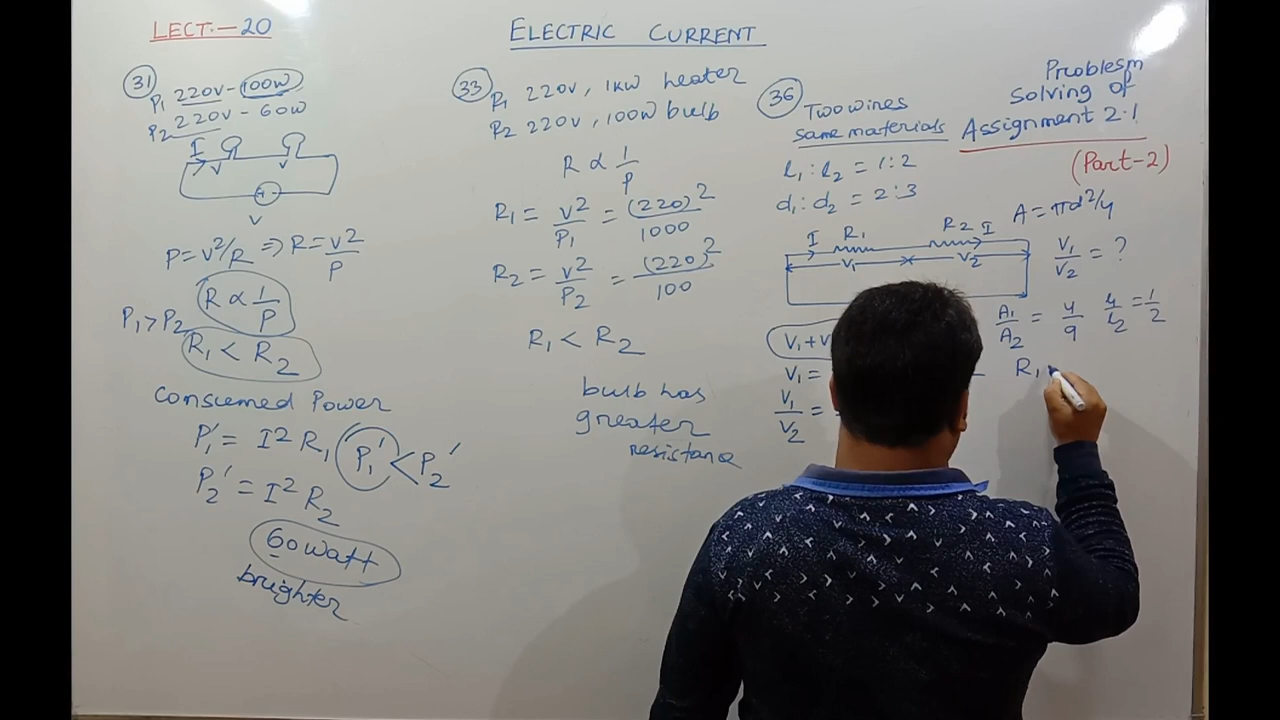 LECT.-20
ELECTRIC CURRENT
Problesm
solving of
Assignment 2.1
(Part-2)
31
P1 220V-100W
P2 220V-60W
I
V V
V
P=V²/R ⇒ R=V²/P
R ∝ 1/P
P1>P2
R1 < R2
Consumed Power
P1' = I² R1
P1' < P2'
P2' = I² R2
60watt
brighter
33
P1 220V, 1KW heater
P2 220V, 100W bulb
R ∝ 1/P
R1 = V²/P1 = (220)²/1000
R2 = V²/P2 = (220)²/100
R1 < R2
bulb has
greater
resistance
36
Two wires
same materials
l1 : l2 = 1:2
d1 : d2 = 2:3
A = πd²/4
I R1 R2 I
V1 V2
V1/V2 = ?
A1/A2 = 4/9
= 1/2
V1+V
V1 =
V1/V2 =
R1